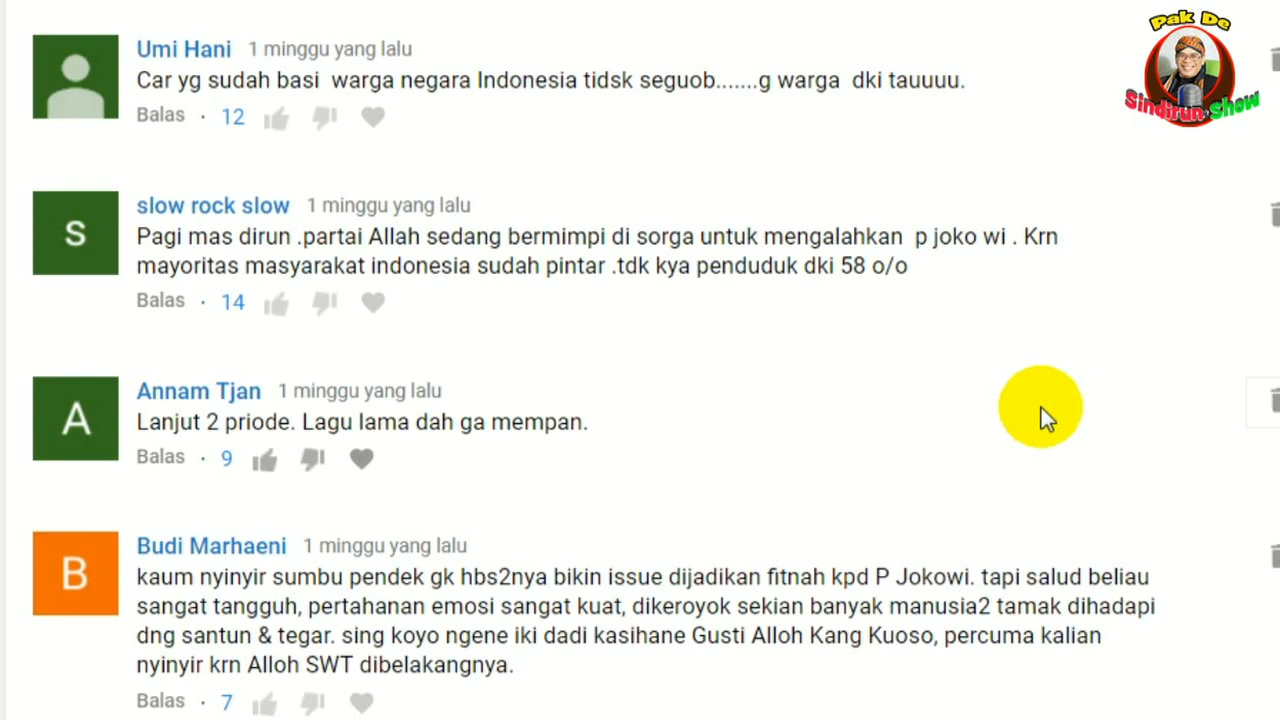 Pak De
Sindirun Show
Umi Hani 1 minggu yang lalu
Car yg sudah basi warga negara Indonesia tidsk seguob.......g warga dki tauuuu.
Balas · 12
S
slow rock slow 1 minggu yang lalu
Pagi mas dirun .partai Allah sedang bermimpi di sorga untuk mengalahkan p joko wi . Krn
mayoritas masyarakat indonesia sudah pintar .tdk kya penduduk dki 58 o/o
Balas · 14
A
Annam Tjan 1 minggu yang lalu
Lanjut 2 priode. Lagu lama dah ga mempan.
Balas · 9
B
Budi Marhaeni 1 minggu yang lalu
kaum nyinyir sumbu pendek gk hbs2nya bikin issue dijadikan fitnah kpd P Jokowi. tapi salud beliau
sangat tangguh, pertahanan emosi sangat kuat, dikeroyok sekian banyak manusia2 tamak dihadapi
dng santun & tegar. sing koyo ngene iki dadi kasihane Gusti Alloh Kang Kuoso, percuma kalian
nyinyir krn Alloh SWT dibelakangnya.
Balas · 7